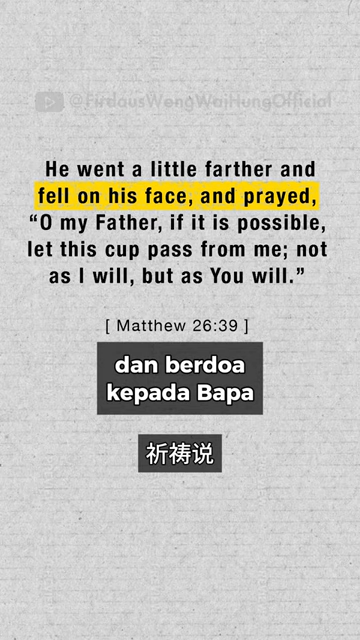 @FirdausWongWaiHungOfficial
He went a little farther and
fell on his face, and prayed,
“O my Father, if it is possible,
let this cup pass from me; not
as I will, but as You will.”
[ Matthew 26:39 ]
dan berdoa
kepada Bapa
祈祷说